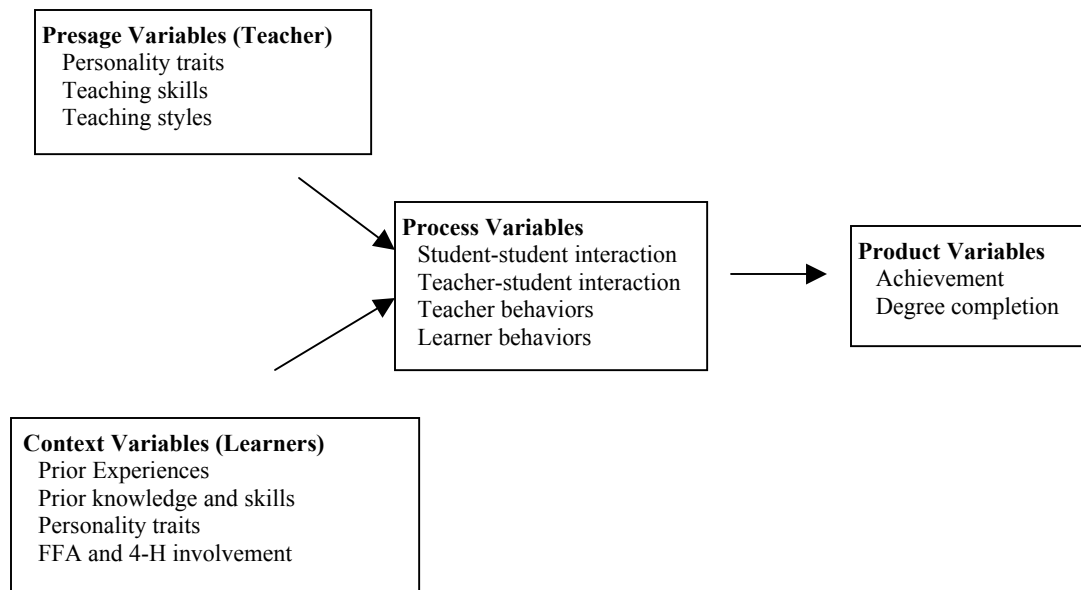 Presage Variables (Teacher)
Personality traits
Teaching skills
Teaching styles
Process Variables
Student-student interaction
Teacher-student interaction
Teacher behaviors
Learner behaviors
Product Variables
Achievement
Degree completion
Context Variables (Learners)
Prior Experiences
Prior knowledge and skills
Personality traits
FFA and 4-H involvement